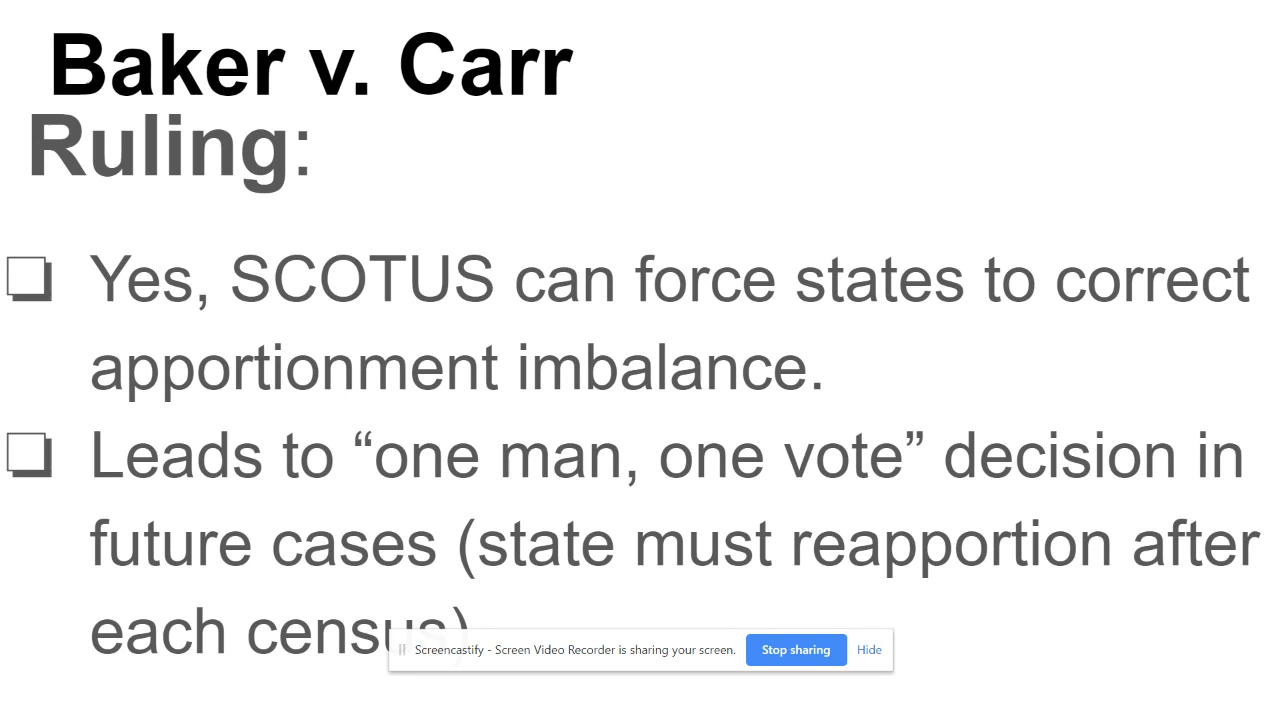 Baker v. Carr
Ruling:
❏ Yes, SCOTUS can force states to correct
apportionment imbalance.
❏ Leads to “one man, one vote” decision in
future cases (state must reapportion after
each census)
Screencastify - Screen Video Recorder is sharing your screen. Stop sharing Hide